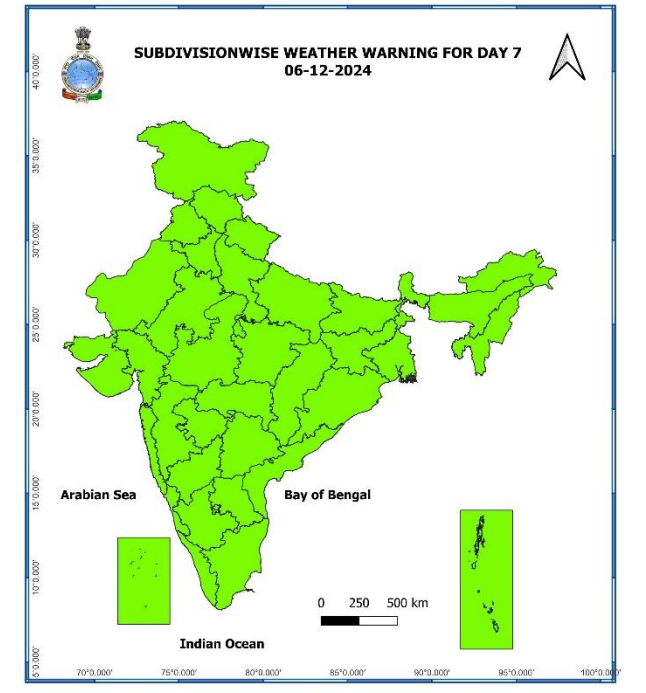 SUBDIVISIONWISE WEATHER WARNING FOR DAY 7
06-12-2024
40°0.000'
35°0.000'
30°0.000'
25°0.000'
20°0.000'
15°0.000'
10°0.000'
5°0.000'
Arabian Sea
Bay of Bengal
0 250 500 km
Indian Ocean
70°0.000' 75°0.000' 80°0.000' 85°0.000' 90°0.000' 95°0.000' 100°0.000'